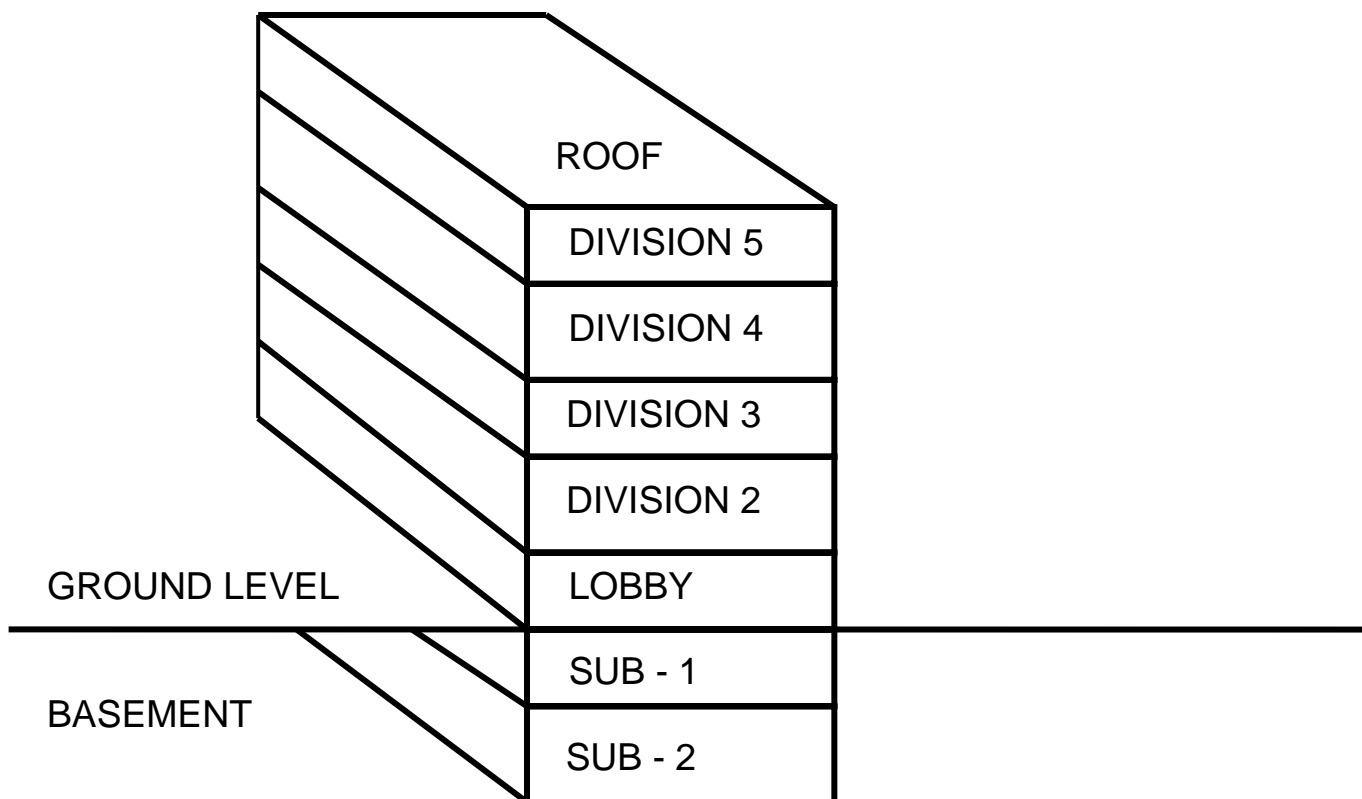 ROOF
DIVISION 5
DIVISION 4
DIVISION 3
DIVISION 2
GROUND LEVEL
LOBBY
SUB - 1
BASEMENT
SUB - 2